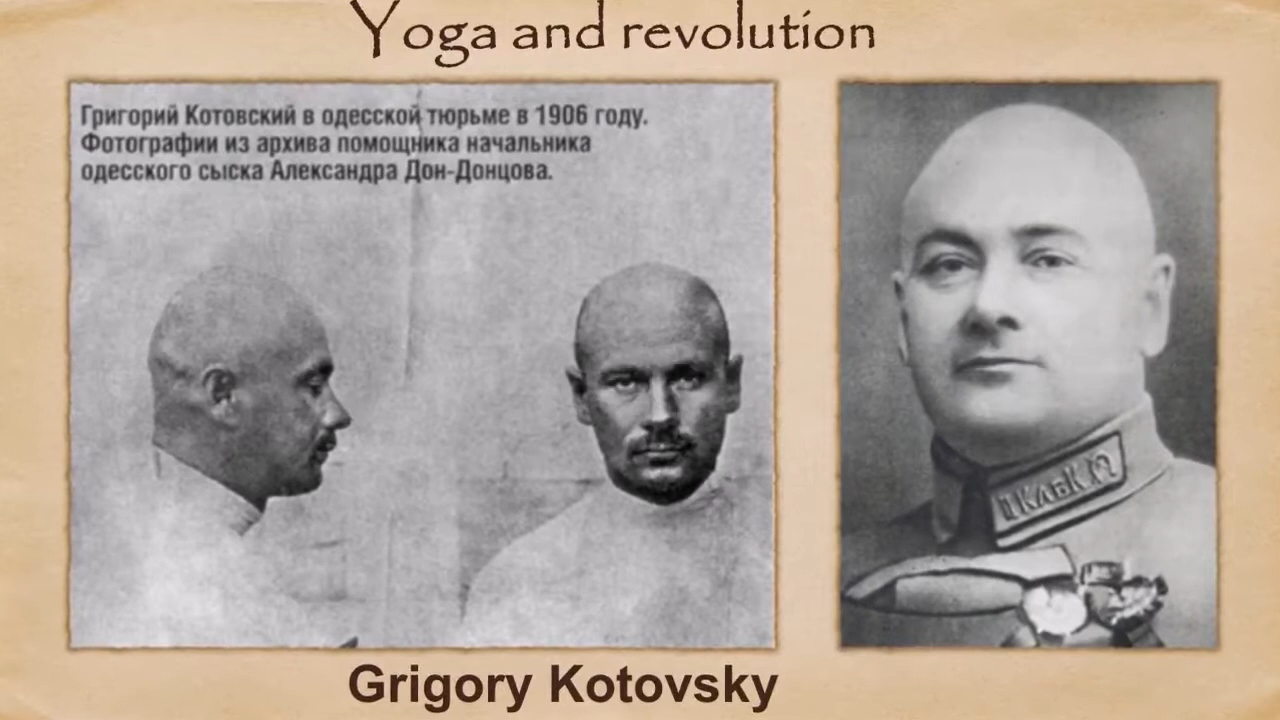 Yoga and revolution
Григорий Котовский в одесской тюрьме в 1906 году.
Фотографии из архива помощника начальника
одесского сыска Александра Дон-Донцова.
Grigory Kotovsky